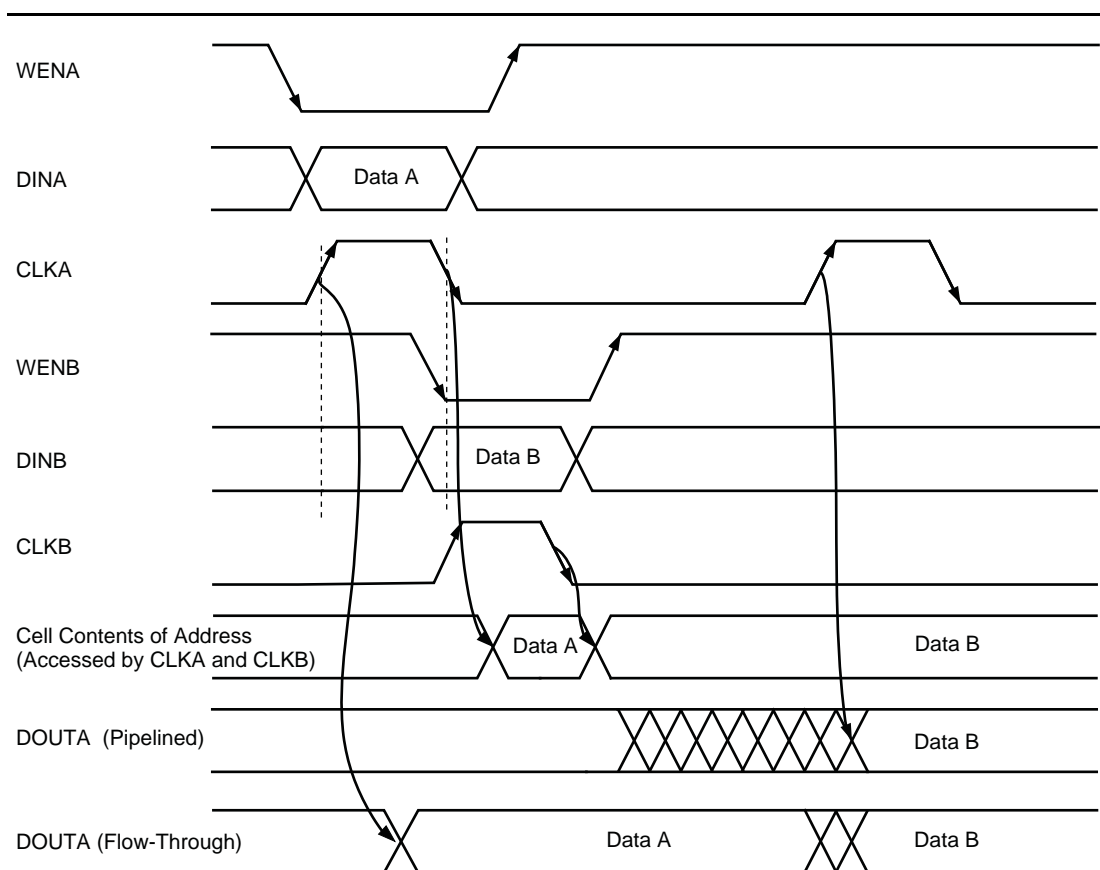 WENA
DINA
Data A
CLKA
WENB
DINB
Data B
CLKB
Cell Contents of Address
(Accessed by CLKA and CLKB)
Data A
Data B
DOUTA (Pipelined)
Data B
DOUTA (Flow-Through)
Data A
Data B